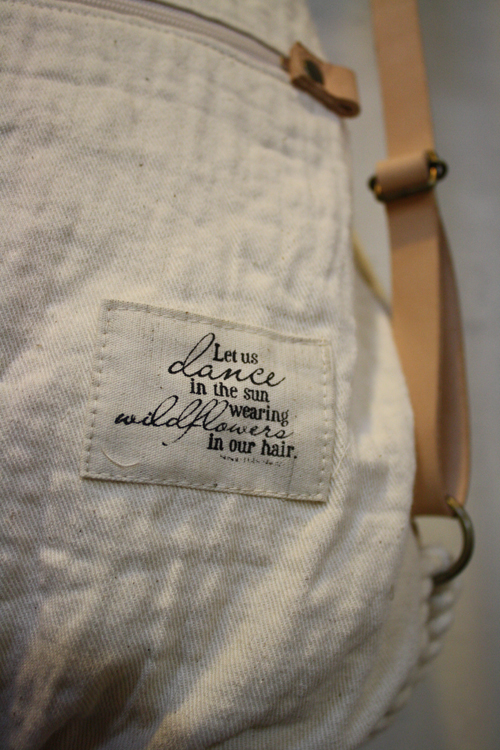 Let us
dance
in the sun
wearing
wildflowers
in our hair.